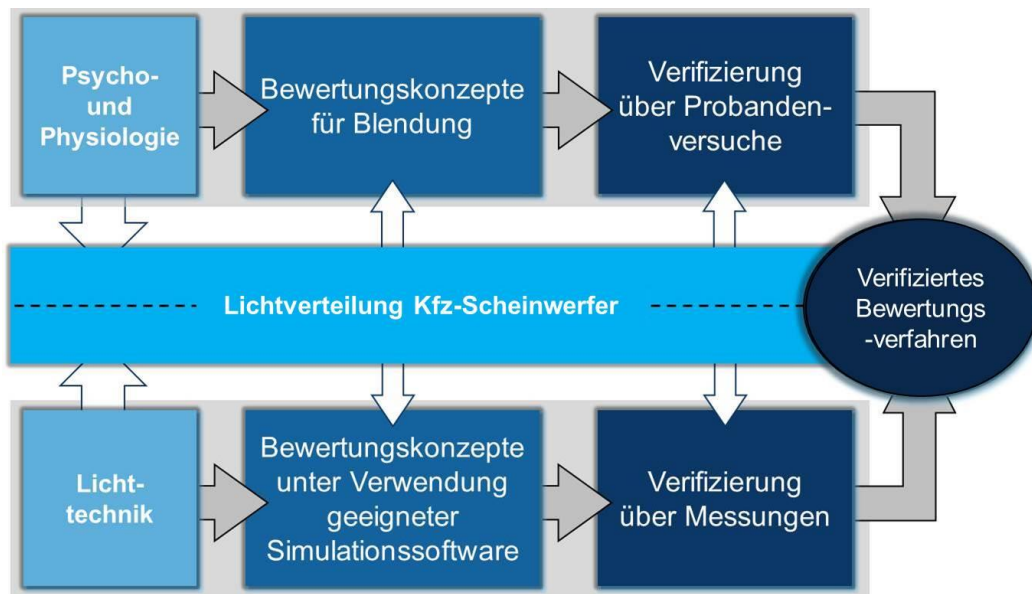 Psycho-
und
Physiologie
Bewertungskonzepte
für Blendung
Verifizierung
über Probanden-
versuche
Lichtverteilung Kfz-Scheinwerfer
Verifiziertes
Bewertungs
-verfahren
Licht-
technik
Bewertungskonzepte
unter Verwendung
geeigneter
Simulationssoftware
Verifizierung
über Messungen